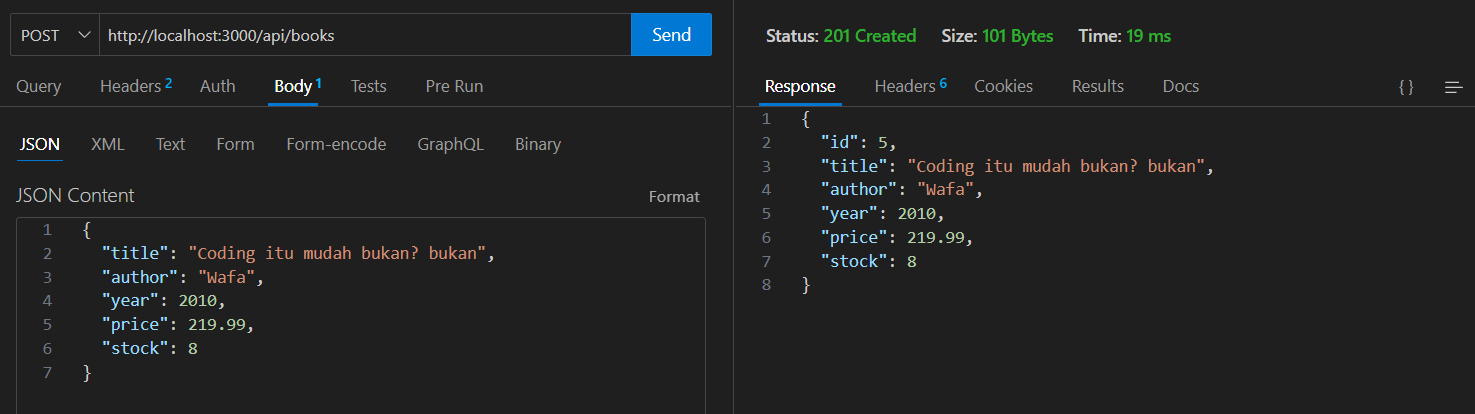 POST http://localhost:3000/api/books Send
Query Headers 2 Auth Body 1 Tests Pre Run
JSON XML Text Form Form-encode GraphQL Binary
JSON Content Format
1 {
2 "title": "Coding itu mudah bukan? bukan",
3 "author": "Wafa",
4 "year": 2010,
5 "price": 219.99,
6 "stock": 8
7 }
Status: 201 Created Size: 101 Bytes Time: 19 ms
Response Headers 6 Cookies Results Docs { }
1 {
2 "id": 5,
3 "title": "Coding itu mudah bukan? bukan",
4 "author": "Wafa",
5 "year": 2010,
6 "price": 219.99,
7 "stock": 8
8 }